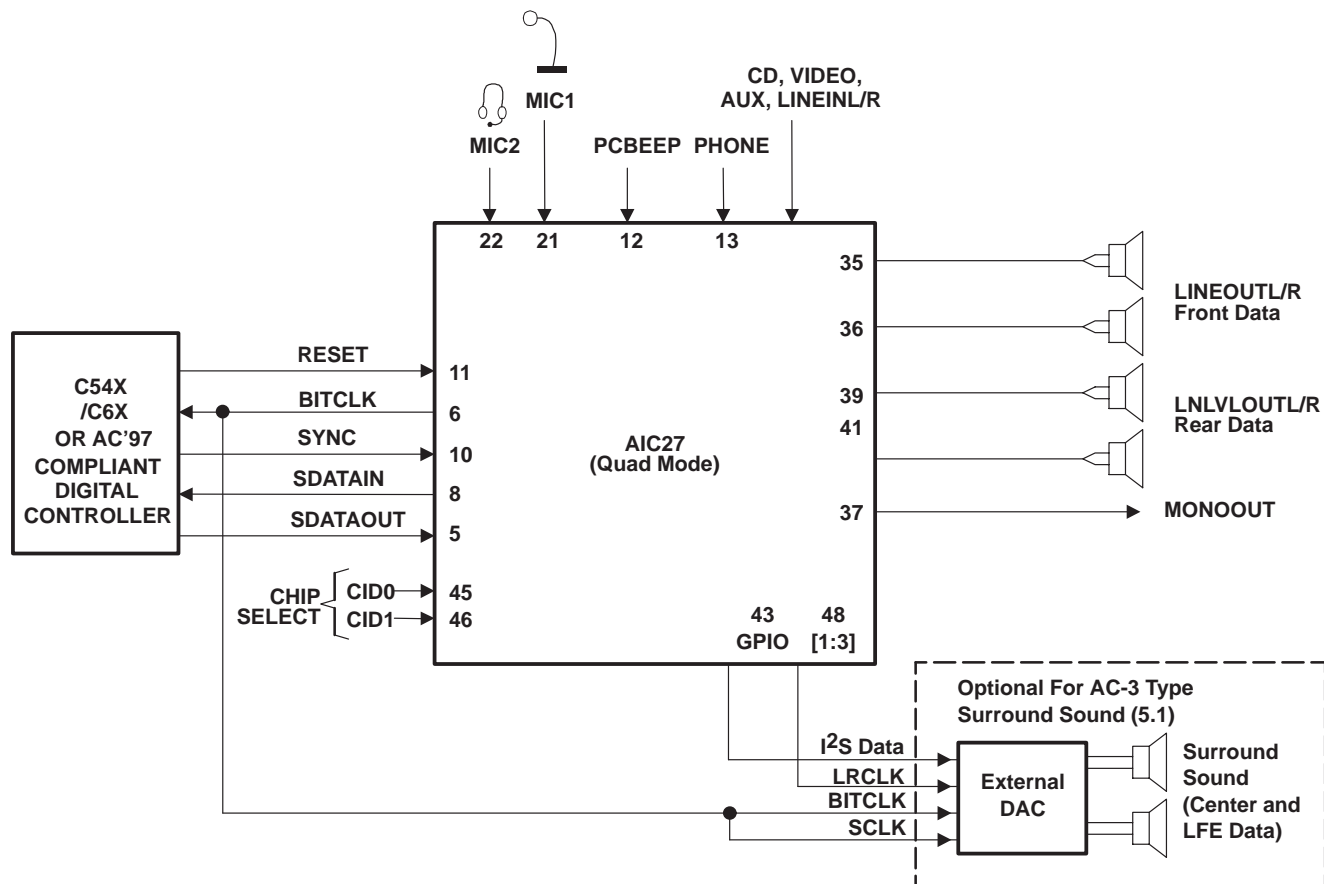 CD, VIDEO,
AUX, LINEINL/R
MIC1
MIC2
PCBEEP
PHONE
22
21
12
13
35
LINEOUTL/R
Front Data
36
RESET
11
C54X
/C6X
OR AC'97
COMPLIANT
DIGITAL
CONTROLLER
BITCLK
6
SYNC
10
SDATAIN
8
SDATAOUT
5
AIC27
(Quad Mode)
39
41
LNLVLOUTL/R
Rear Data
37
MONOOUT
CHIP
SELECT
CID0
45
CID1
46
43
48
GPIO
[1:3]
Optional For AC-3 Type
Surround Sound (5.1)
I2S Data
LRCLK
BITCLK
SCLK
External
DAC
Surround
Sound
(Center and
LFE Data)